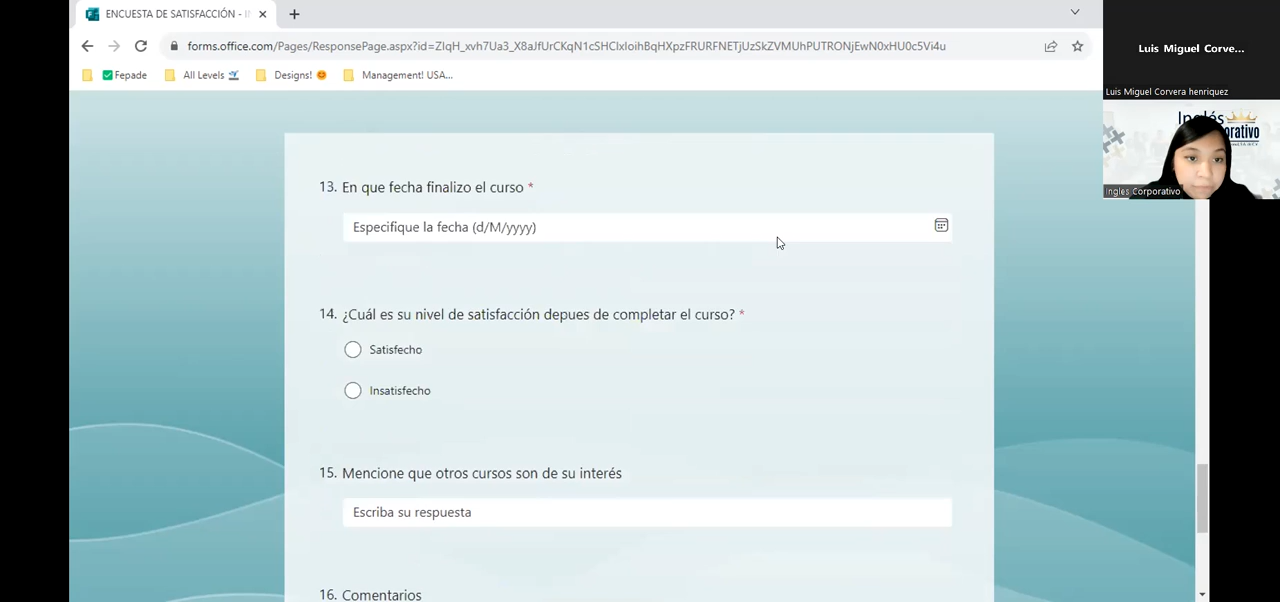 ENCUESTA DE SATISFACCIÓN - I
forms.office.com/Pages/ResponsePage.aspx?id=ZIqH_xvh7Ua3_X8aJfUrCKqN1cSHClxIoihBqHXpzFRURFNETjUzSkZVMUhPUTRONjEwN0xHU0c5Vi4u
Fepade All Levels Designs! Management! USA...
Luis Miguel Corve...
Luis Miguel Corvera henriquez
Inglés
orativo
Ingles Corporativo
13. En que fecha finalizo el curso *
Especifique la fecha (d/M/yyyy)
14. ¿Cuál es su nivel de satisfacción depues de completar el curso? *
Satisfecho
Insatisfecho
15. Mencione que otros cursos son de su interés
Escriba su respuesta
16. Comentarios